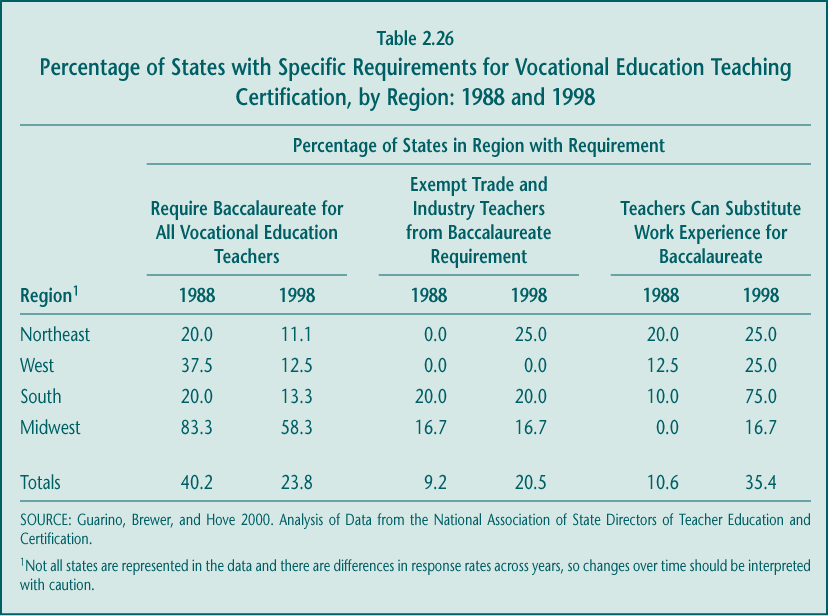 Table 2.26
Percentage of States with Specific Requirements for Vocational Education Teaching
Certification, by Region: 1988 and 1998
Percentage of States in Region with Requirement
Require Baccalaureate for
All Vocational Education
Teachers
Exempt Trade and
Industry Teachers
from Baccalaureate
Requirement
Teachers Can Substitute
Work Experience for
Baccalaureate
Region¹ 1988 1998 1988 1998 1988 1998
Northeast 20.0 11.1 0.0 25.0 20.0 25.0
West 37.5 12.5 0.0 0.0 12.5 25.0
South 20.0 13.3 20.0 20.0 10.0 75.0
Midwest 83.3 58.3 16.7 16.7 0.0 16.7
Totals 40.2 23.8 9.2 20.5 10.6 35.4
SOURCE: Guarino, Brewer, and Hove 2000. Analysis of Data from the National Association of State Directors of Teacher Education and
Certification.
¹Not all states are represented in the data and there are differences in response rates across years, so changes over time should be interpreted
with caution.